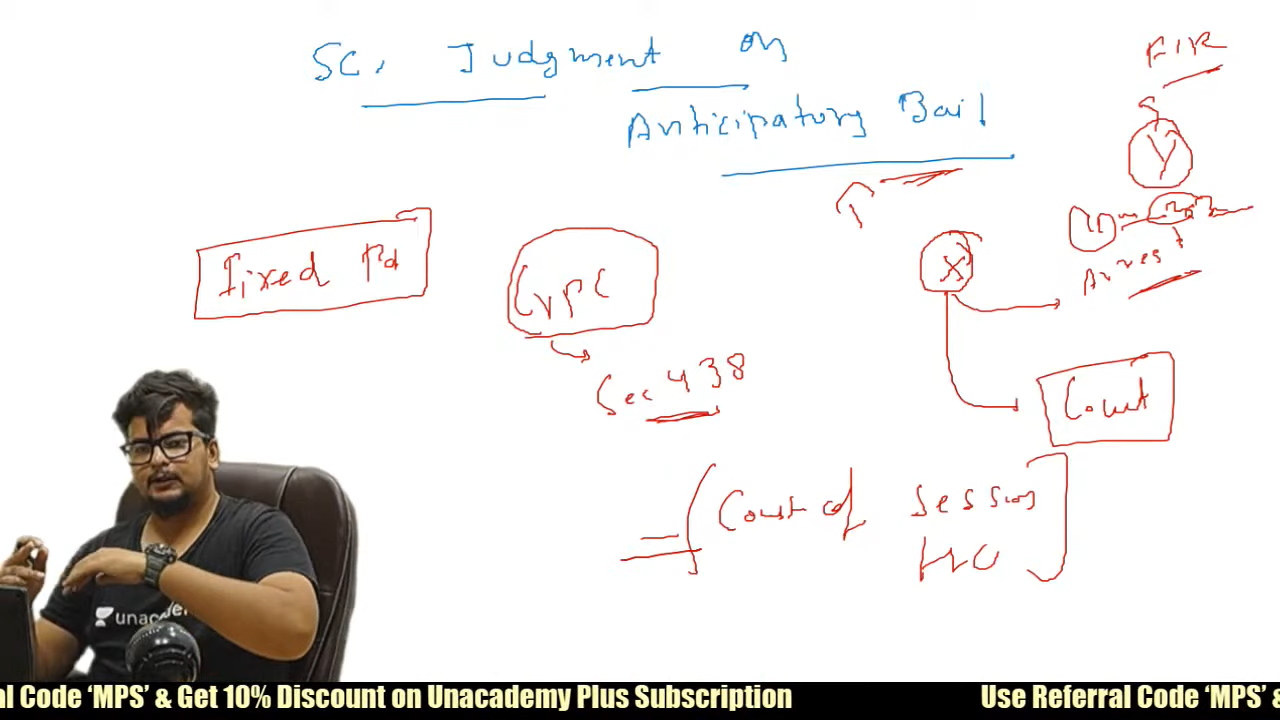 SC. Judgment on
Anticipatory Bail
FIR
Y
X
Arrest
Fixed Pd
CrPC
Sec 438
Court
Court of Session
HC
unacade
al Code ‘MPS’ & Get 10% Discount on Unacademy Plus Subscription
Use Referral Code ‘MPS’ &